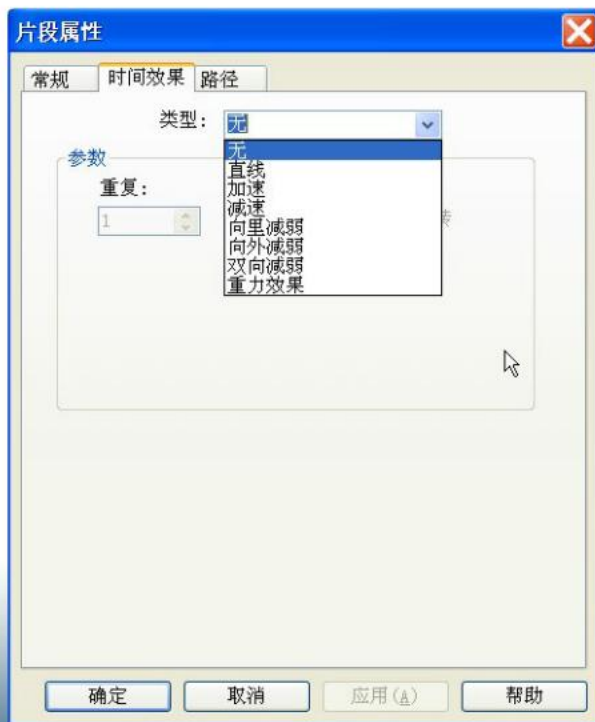 片段属性
常规 时间效果 路径
类型: 无
参数
无
直线
重复:
加速
减速
1
向里减弱
向外减弱
双向减弱
重力效果
确定 取消 应用(A) 帮助